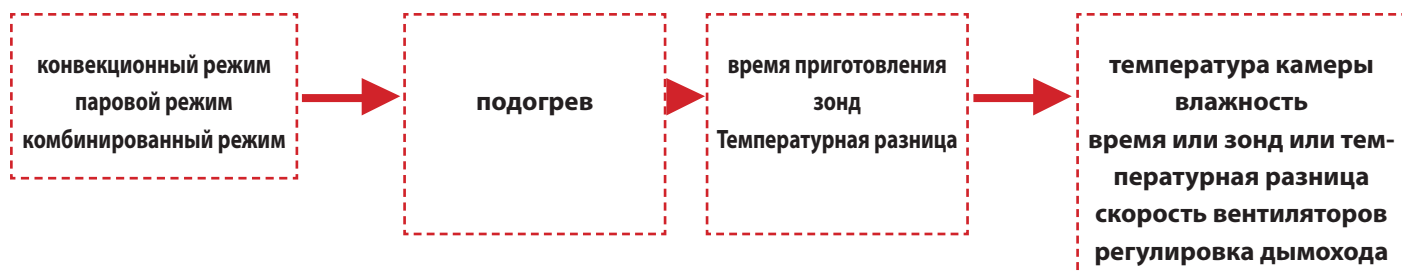 конвекционный режим
паровой режим
комбинированный режим
подогрев
время приготовления
зонд
Температурная разница
температура камеры
влажность
время или зонд или тем-
пературная разница
скорость вентиляторов
регулировка дымохода